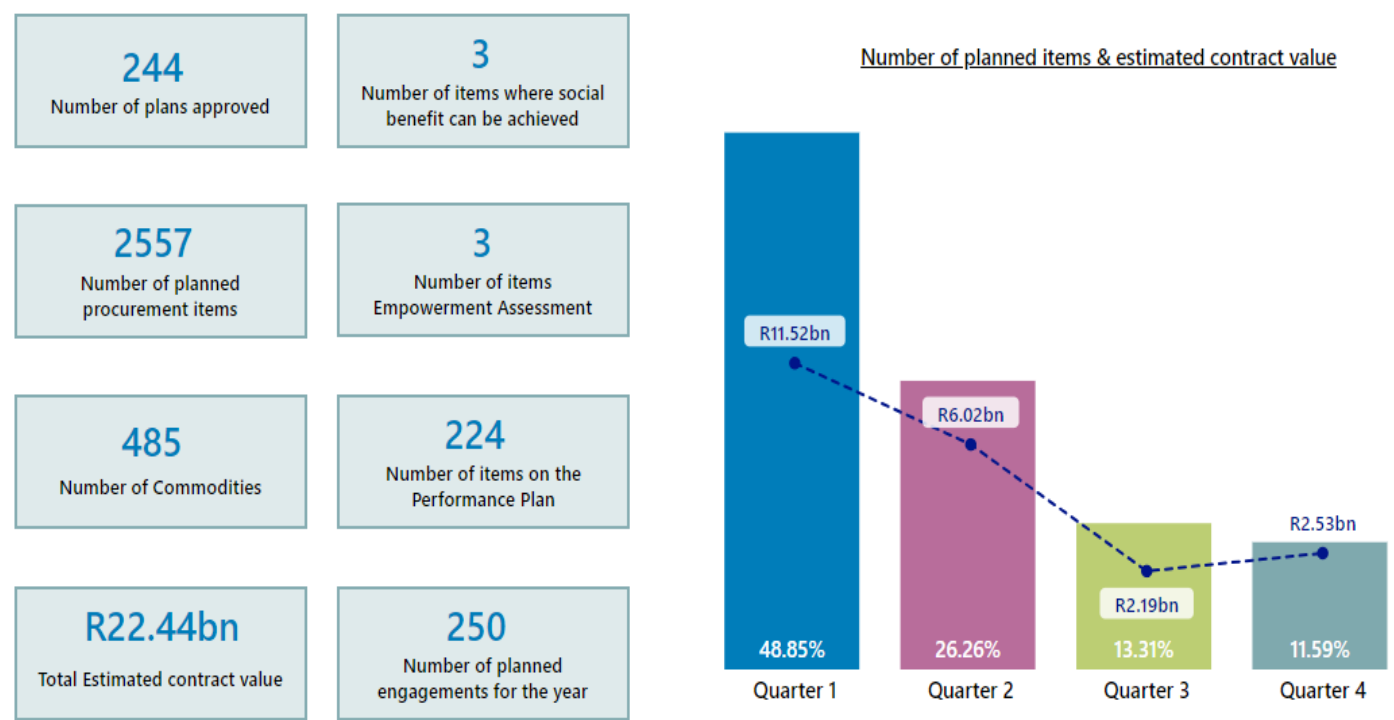 244
Number of plans approved
3
Number of items where social
benefit can be achieved
2557
Number of planned
procurement items
3
Number of items
Empowerment Assessment
485
Number of Commodities
224
Number of items on the
Performance Plan
R22.44bn
Total Estimated contract value
250
Number of planned
engagements for the year
Number of planned items & estimated contract value
R11.52bn
R6.02bn
R2.19bn
R2.53bn
48.85%
26.26%
13.31%
11.59%
Quarter 1
Quarter 2
Quarter 3
Quarter 4